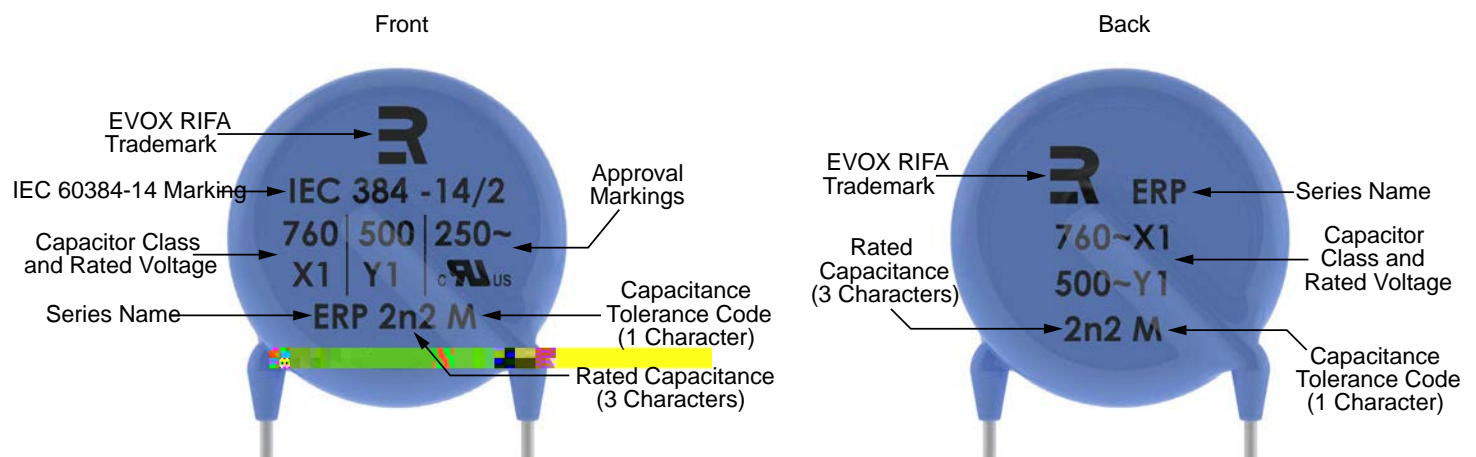 Front
EVOX RIFA
Trademark
IEC 60384-14 Marking
IEC 384 -14/2
Approval
Markings
Capacitor Class
and Rated Voltage
760 500 250~
X1 Y1 c RU US
Series Name
ERP 2n2 M
Capacitance
Tolerance Code
(1 Character)
Rated Capacitance
(3 Characters)
Back
EVOX RIFA
Trademark
ERP
Series Name
760~X1
500~Y1
Capacitor
Class and
Rated Voltage
Rated
Capacitance
(3 Characters)
2n2 M
Capacitance
Tolerance Code
(1 Character)